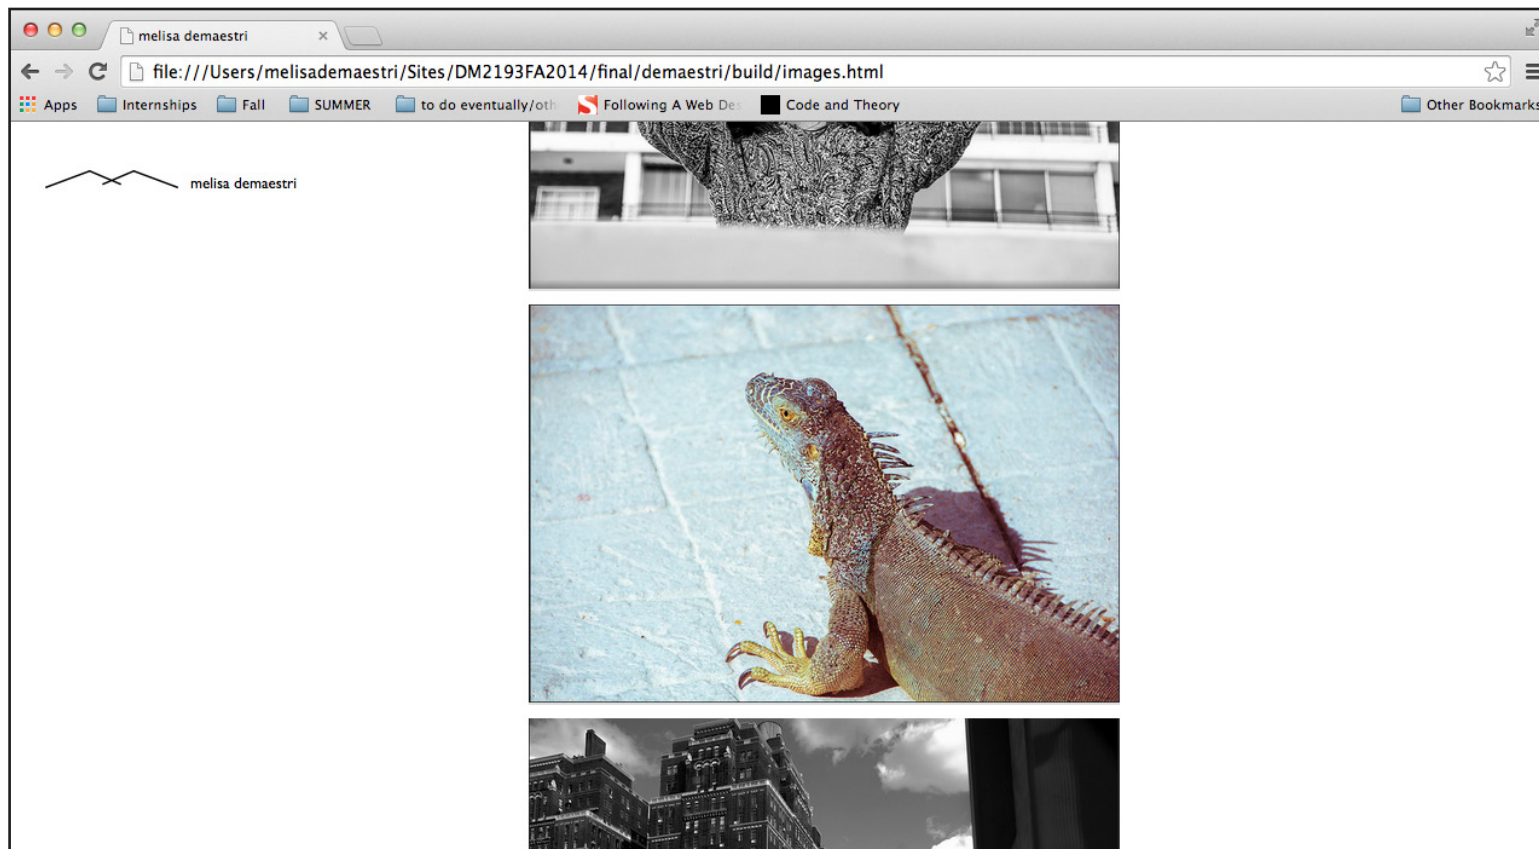 melisa demaestri
file:///Users/melisademaestri/Sites/DM2193FA2014/final/demaestri/build/images.html
Apps Internships Fall SUMMER to do eventually/oth Following A Web Des Code and Theory Other Bookmarks
melisa demaestri